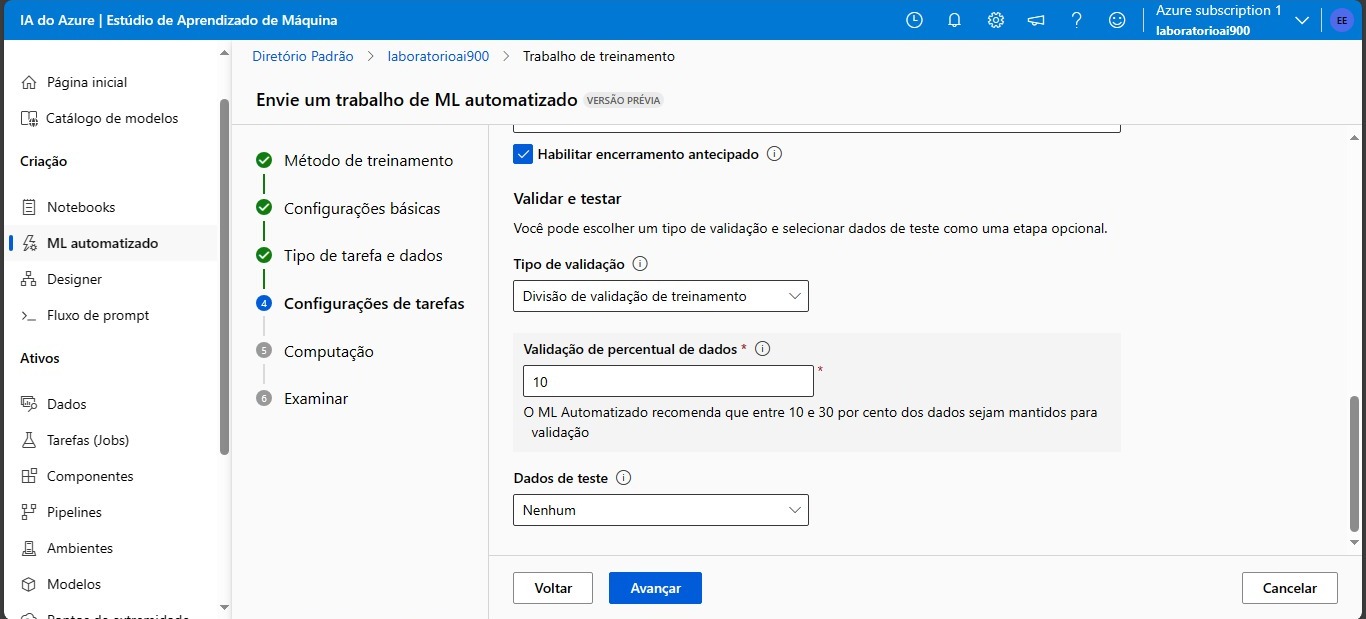 IA do Azure | Estúdio de Aprendizado de Máquina
Azure subscription 1
laboratorioai900
EE
Página inicial
Catálogo de modelos
Criação
Notebooks
ML automatizado
Designer
Fluxo de prompt
Ativos
Dados
Tarefas (Jobs)
Componentes
Pipelines
Ambientes
Modelos
Diretório Padrão > laboratorioai900 > Trabalho de treinamento
Envie um trabalho de ML automatizado VERSÃO PRÉVIA
Método de treinamento
Configurações básicas
Tipo de tarefa e dados
4 Configurações de tarefas
5 Computação
6 Examinar
Habilitar encerramento antecipado
Validar e testar
Você pode escolher um tipo de validação e selecionar dados de teste como uma etapa opcional.
Tipo de validação
Divisão de validação de treinamento
Validação de percentual de dados *
10
*
O ML Automatizado recomenda que entre 10 e 30 por cento dos dados sejam mantidos para
validação
Dados de teste
Nenhum
Voltar
Avançar
Cancelar